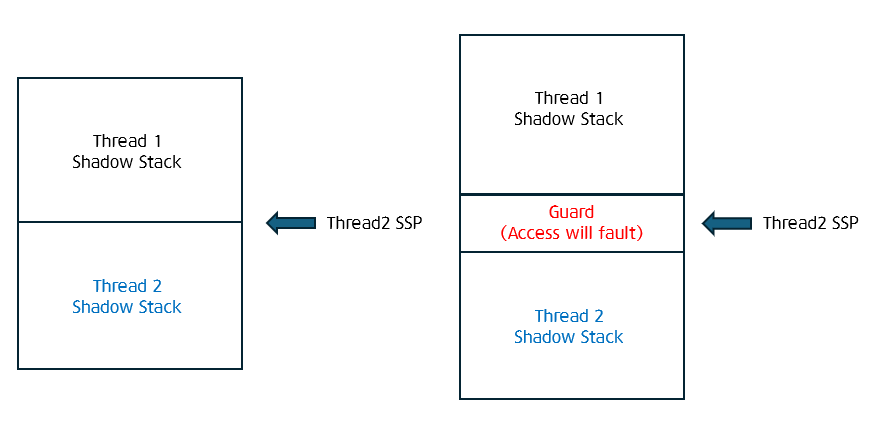 Thread 1
Shadow Stack
Thread2 SSP
Thread 2
Shadow Stack
Thread 1
Shadow Stack
Guard
(Access will fault)
Thread2 SSP
Thread 2
Shadow Stack